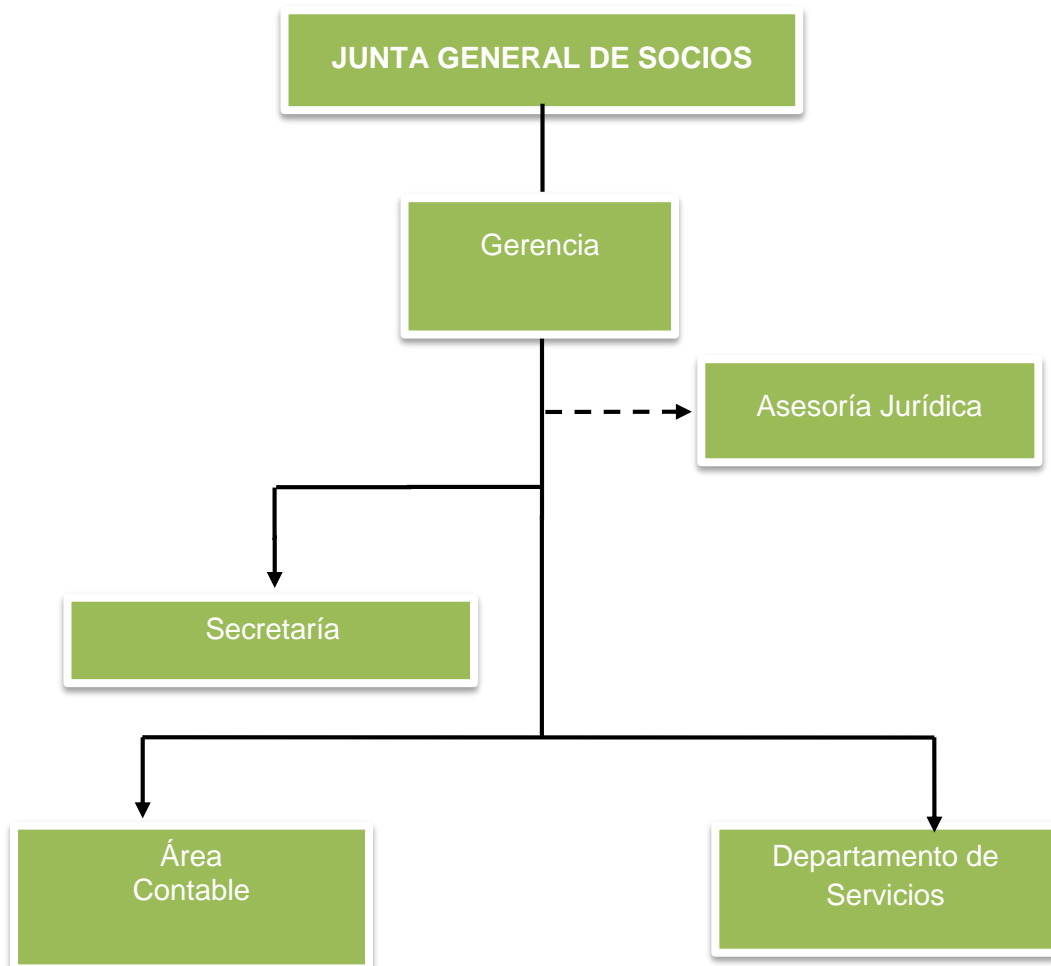 JUNTA GENERAL DE SOCIOS
Gerencia
Asesoría Jurídica
Secretaría
Área
Contable
Departamento de
Servicios